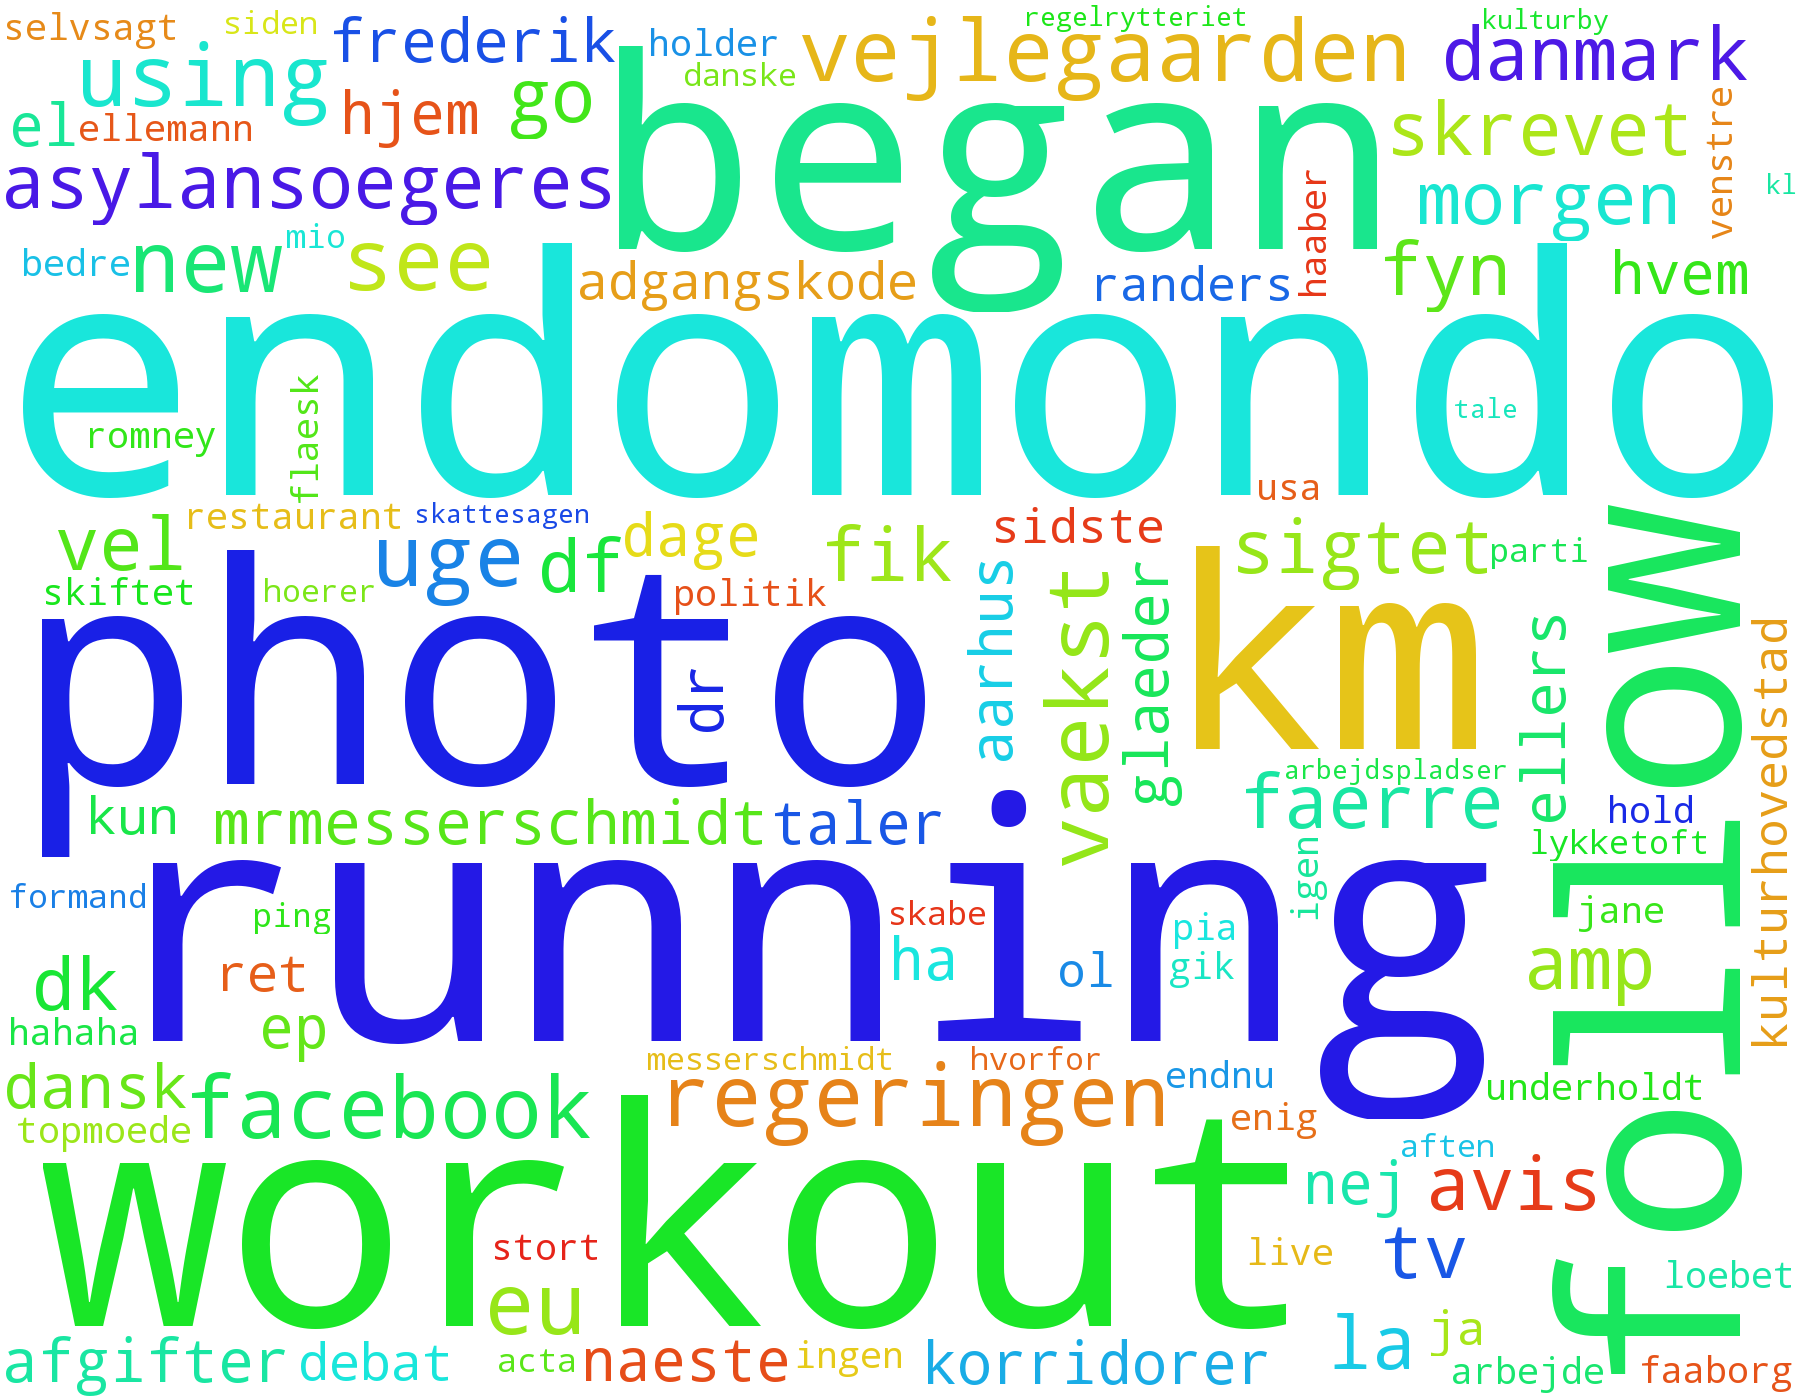 selvsagt
siden
frederik
holder
regelrytteriet
vejlegaarden
kulturby
danmark
using
danske
began
el
ellemann
hjem
go
skrevet
venstre
asylansoegeres
morgen
haaber
kl
bedre
new
mio
see
adgangskode
randers
fyn
hvem
endomondo
romney
flaesk
tale
usa
restaurant
skattesagen
vel
uge
df
dage
fik
sidste
sigtet
parti
follow
skiftet
hoerer
politik
photo
dr
aarhus
vaekst
glaeder
km
ellers
kulturhovedstad
arbejdspladser
kun
mrmesserschmidt
taler
faerre
hold
lykketoft
running
igen
formand
ping
skabe
pia
jane
dk
ret
ha
ol
gik
amp
hahaha
ep
messerschmidt
hvorfor
dansk
facebook
regeringen
endnu
underholdt
topmoede
enig
workout
aften
nej
avis
stort
live
tv
loebet
eu
afgifter
debat
acta
naeste
ingen
korridorer
la
ja
arbejde
faaborg